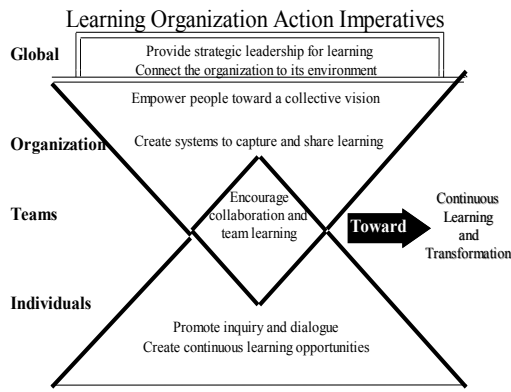 Learning Organization Action Imperatives
Global
Provide strategic leadership for learning
Connect the organization to its environment
Empower people toward a collective vision
Organization
Create systems to capture and share learning
Teams
Encourage
collaboration and
team learning
Toward
Continuous
Learning
and
Transformation
Individuals
Promote inquiry and dialogue
Create continuous learning opportunities